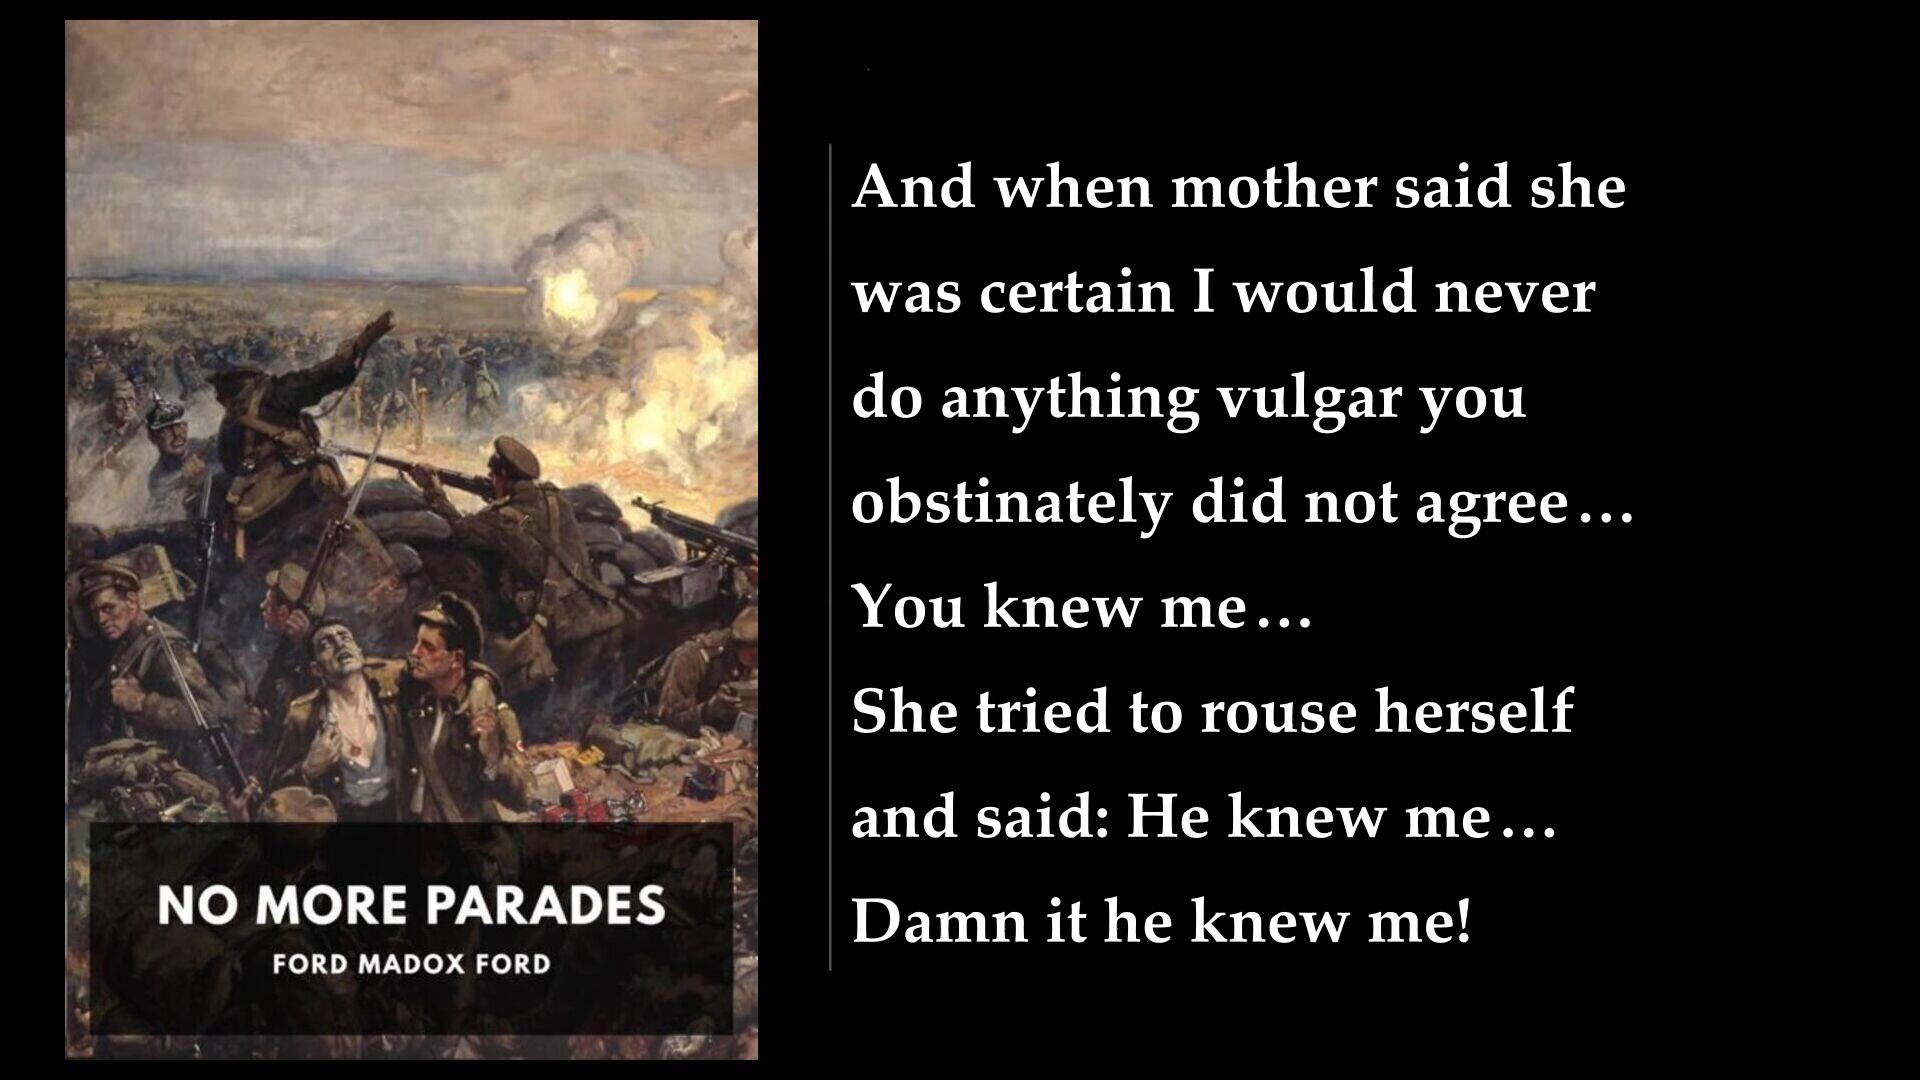 NO MORE PARADES
FORD MADOX FORD
And when mother said she
was certain I would never
do anything vulgar you
obstinately did not agree…
You knew me…
She tried to rouse herself
and said: He knew me…
Damn it he knew me!